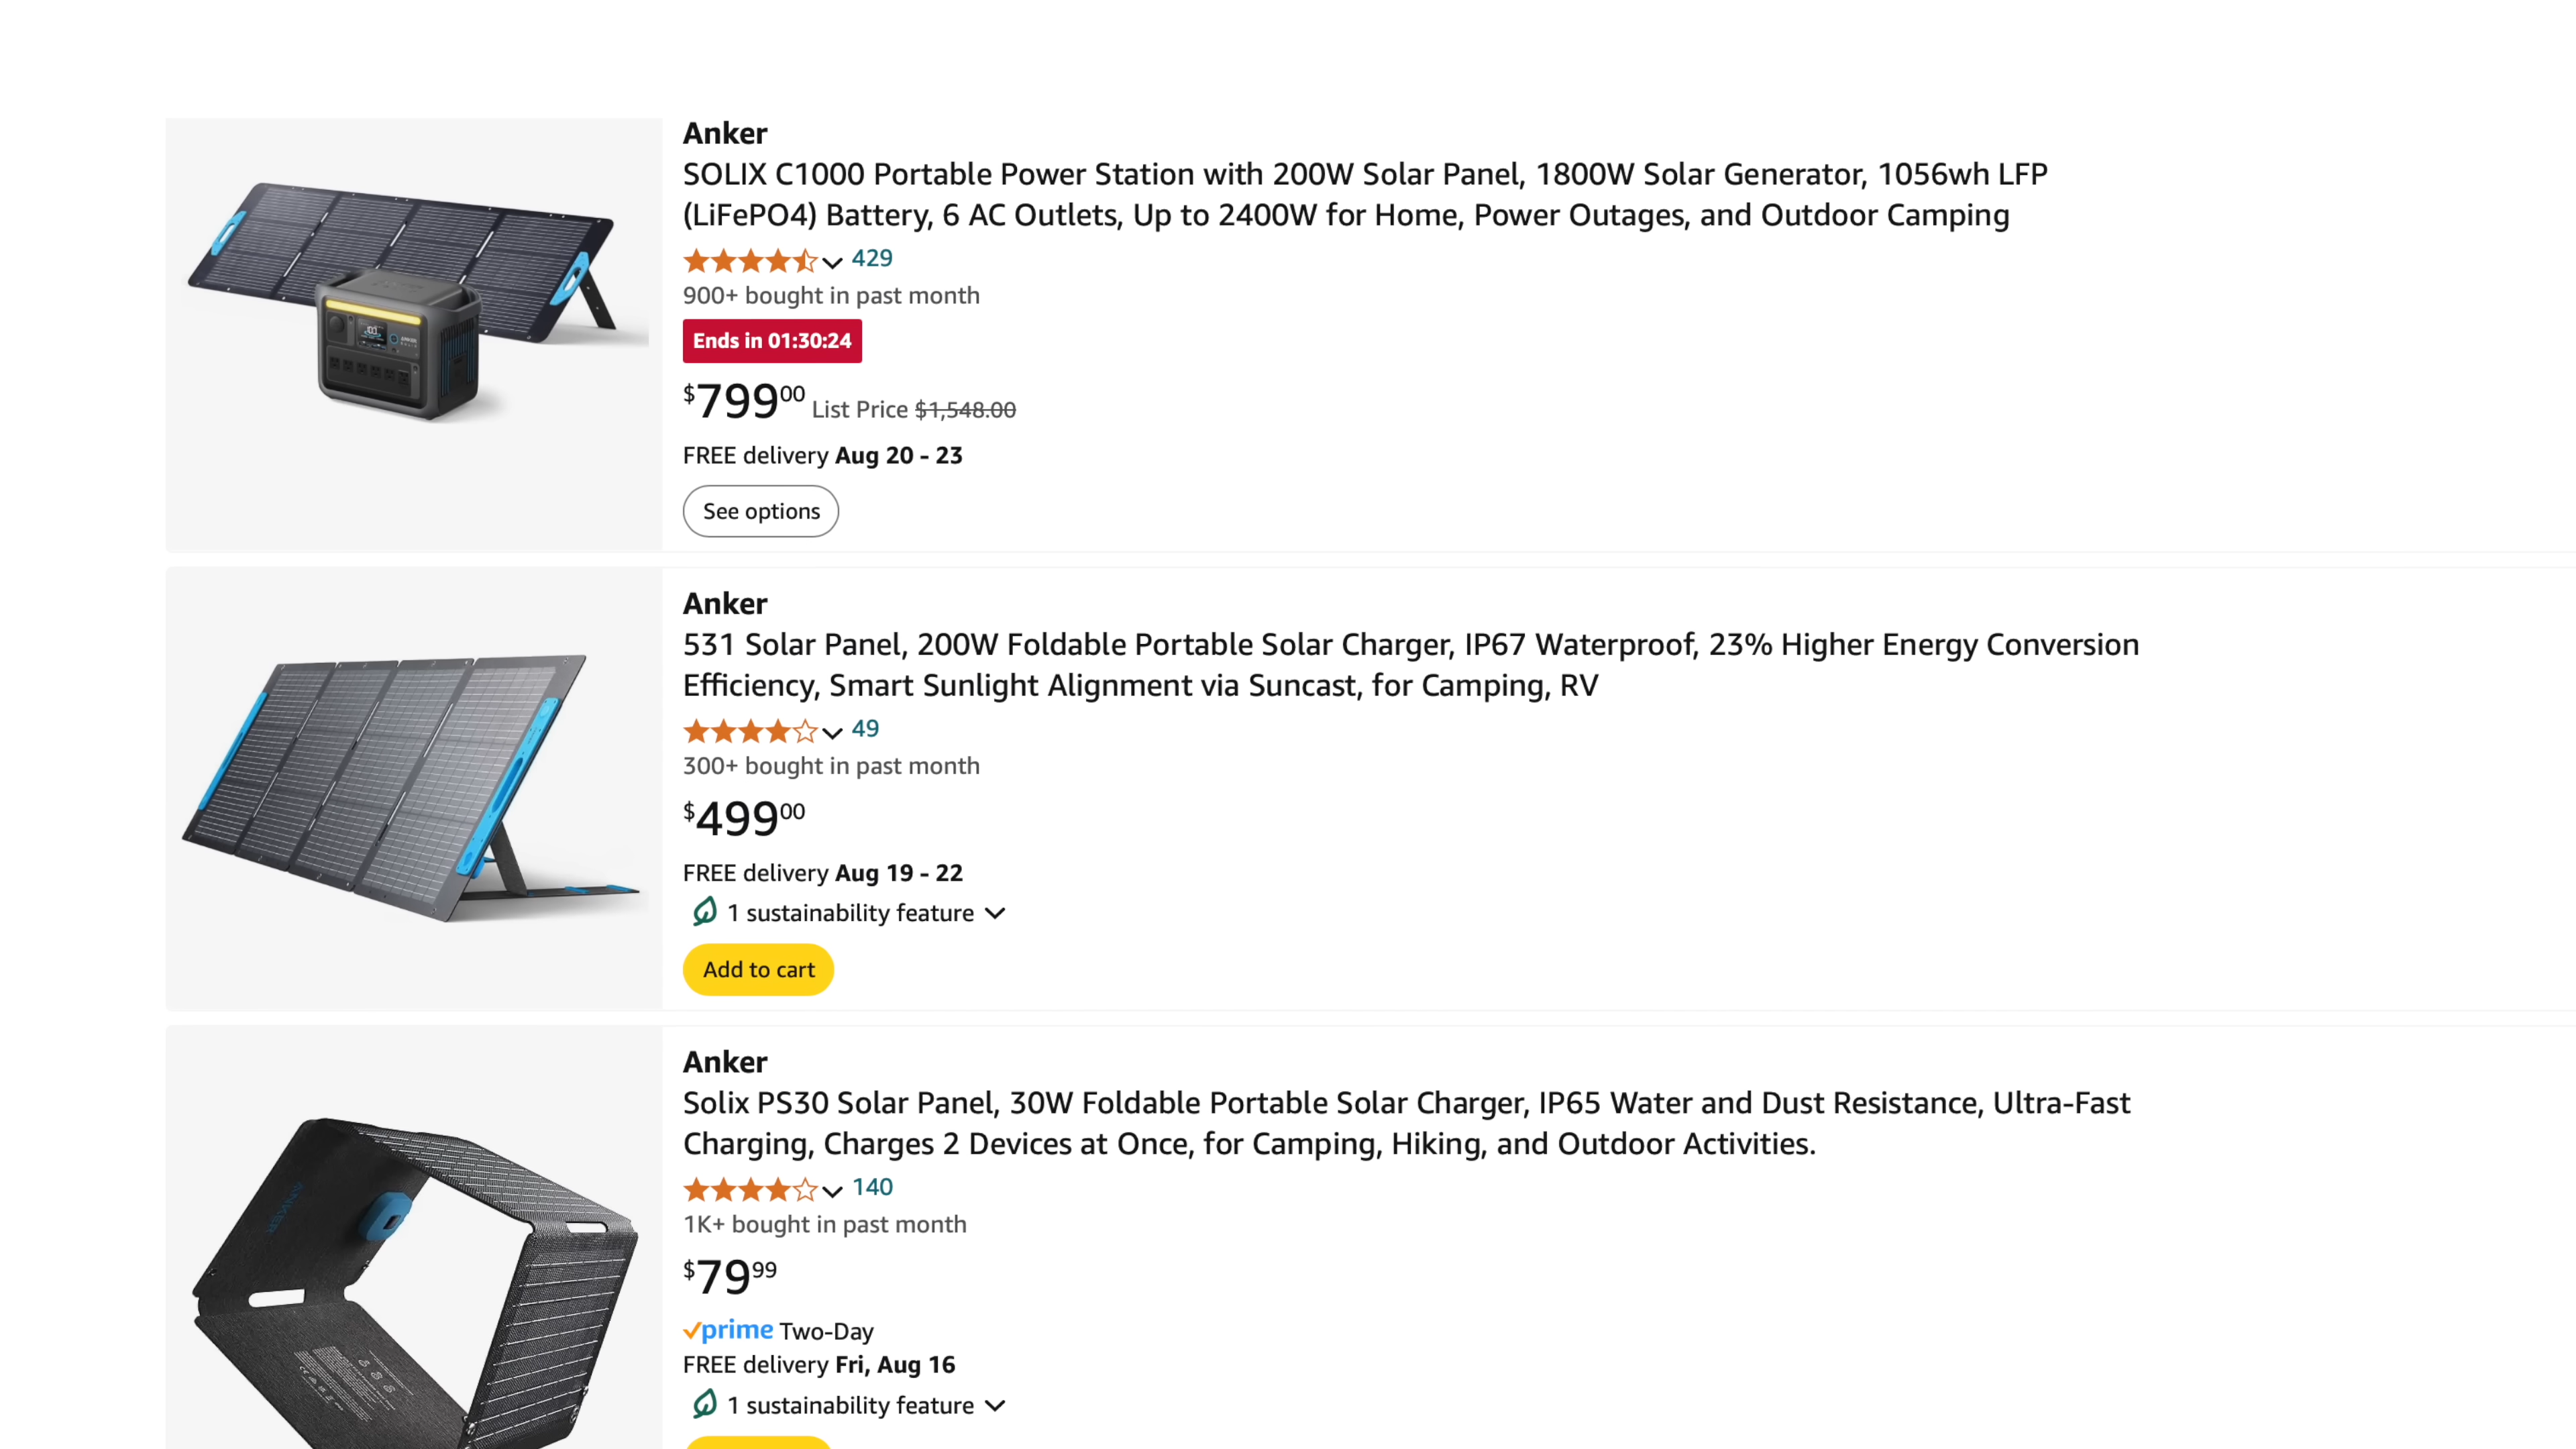 Anker
SOLIX C1000 Portable Power Station with 200W Solar Panel, 1800W Solar Generator, 1056wh LFP
(LiFePO4) Battery, 6 AC Outlets, Up to 2400W for Home, Power Outages, and Outdoor Camping
429
900+ bought in past month
Ends in 01:30:24
$79900 List Price $1,548.00
FREE delivery Aug 20 - 23
See options
Anker
531 Solar Panel, 200W Foldable Portable Solar Charger, IP67 Waterproof, 23% Higher Energy Conversion
Efficiency, Smart Sunlight Alignment via Suncast, for Camping, RV
49
300+ bought in past month
$49900
FREE delivery Aug 19 - 22
1 sustainability feature
Add to cart
Anker
Solix PS30 Solar Panel, 30W Foldable Portable Solar Charger, IP65 Water and Dust Resistance, Ultra-Fast
Charging, Charges 2 Devices at Once, for Camping, Hiking, and Outdoor Activities.
140
1K+ bought in past month
$7999
prime Two-Day
FREE delivery Fri, Aug 16
1 sustainability feature
ANKER